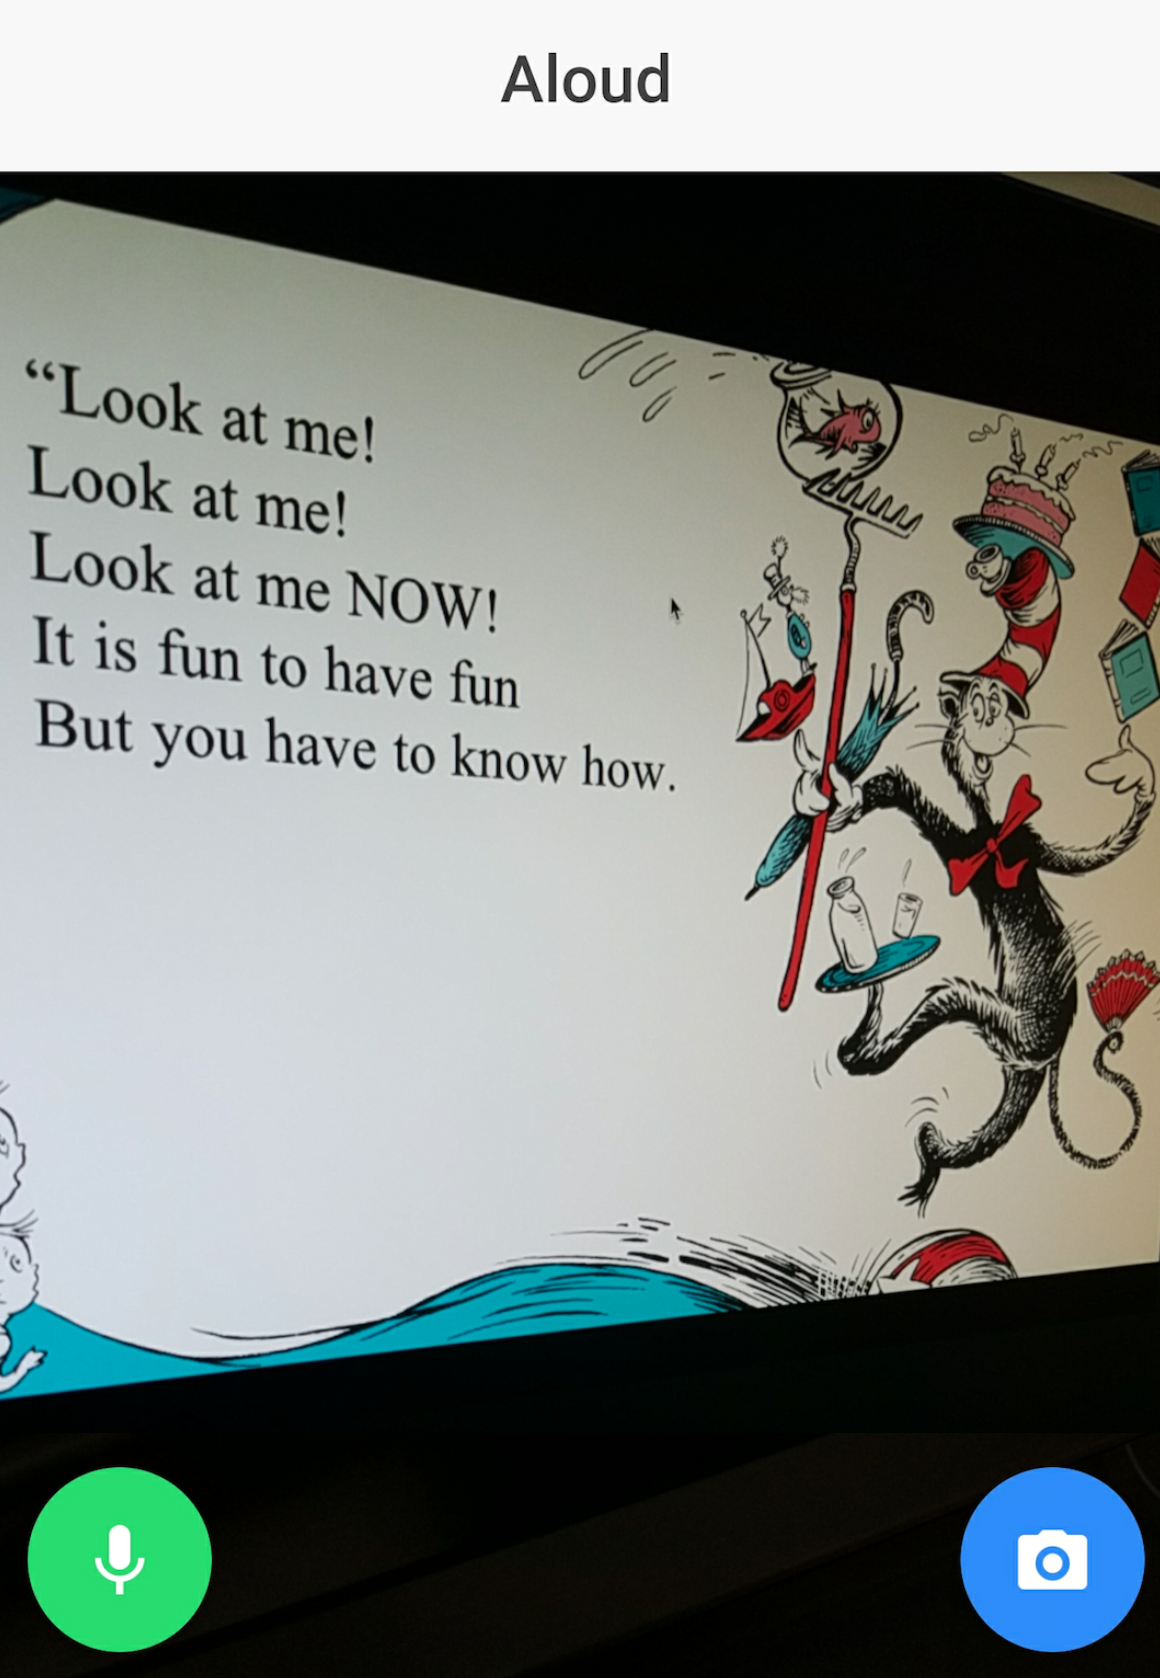 Aloud
“Look at me!
Look at me!
Look at me NOW!
It is fun to have fun
But you have to know how.